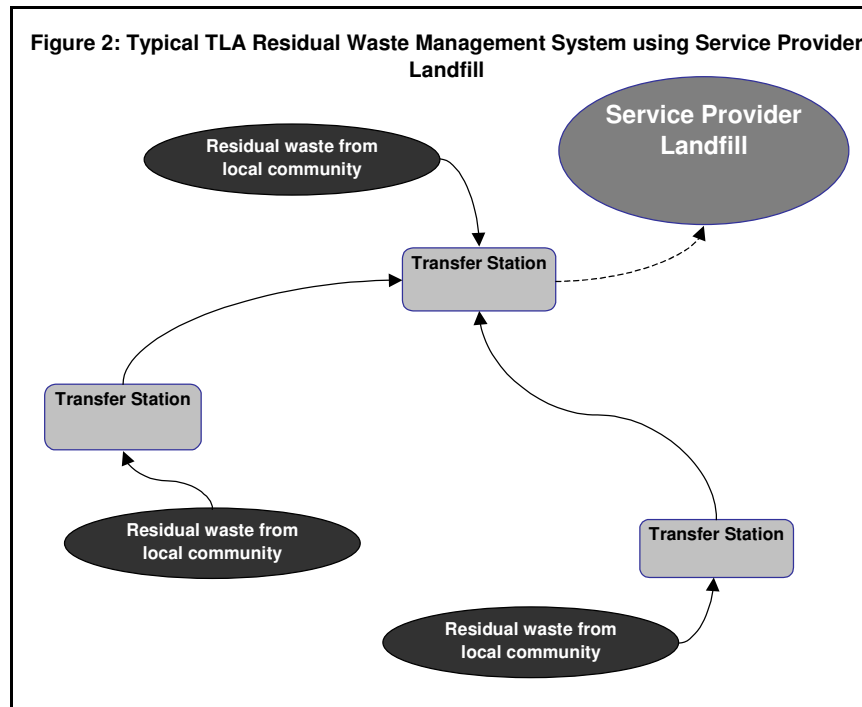 Figure 2: Typical TLA Residual Waste Management System using Service Provider
Landfill
Service Provider
Landfill
Residual waste from
local community
Transfer Station
Transfer Station
Residual waste from
local community
Transfer Station
Residual waste from
local community